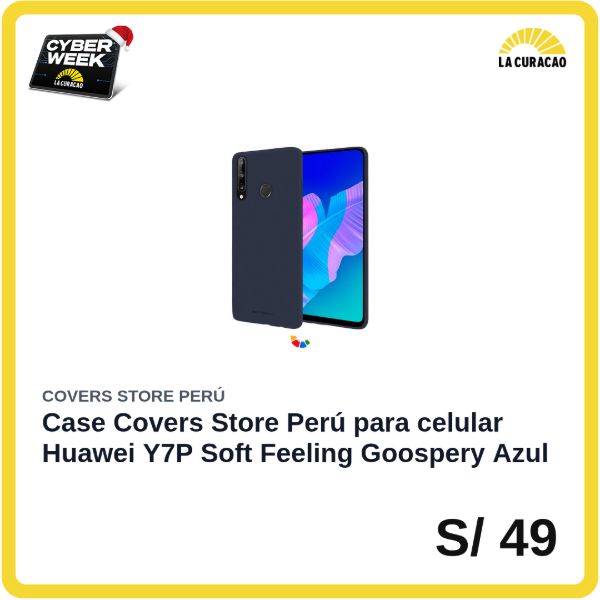 CYBER
WEEK
LA CURACAO
LA CURACAO
COVERS STORE PERÚ
Case Covers Store Perú para celular
Huawei Y7P Soft Feeling Goospery Azul
S/ 49